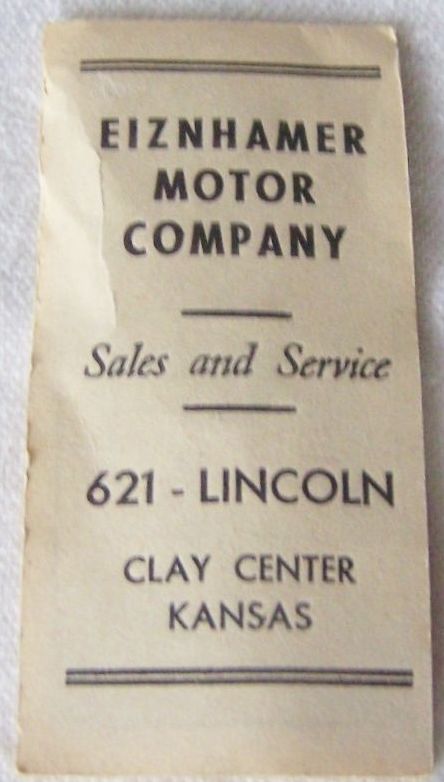 EIZNHAMER
MOTOR
COMPANY
Sales and Service
621 - LINCOLN
CLAY CENTER
KANSAS